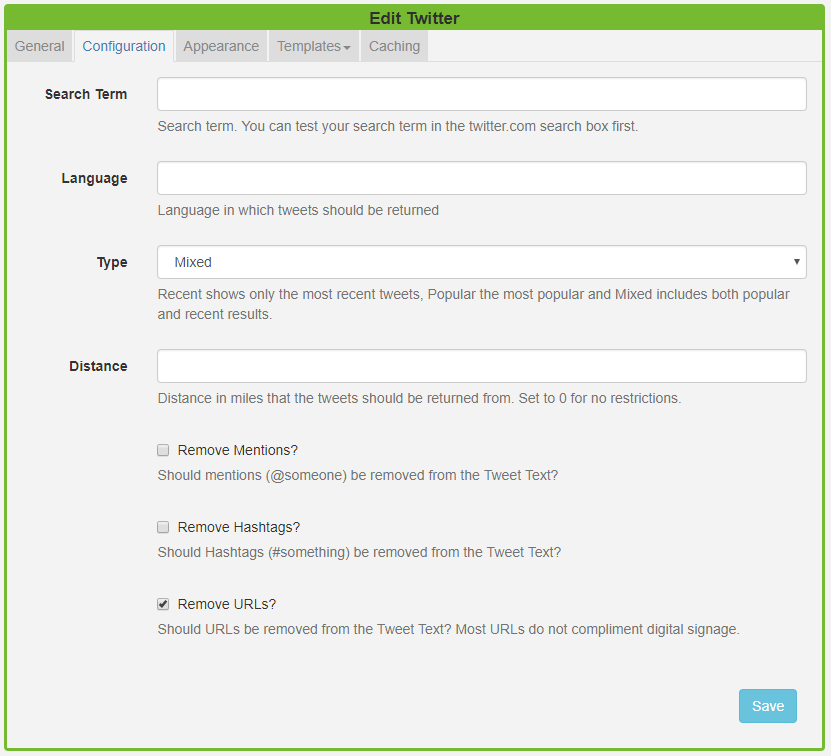 Edit Twitter
General Configuration Appearance Templates Caching
Search Term
Search term. You can test your search term in the twitter.com search box first.
Language
Language in which tweets should be returned
Type Mixed
Recent shows only the most recent tweets, Popular the most popular and Mixed includes both popular
and recent results.
Distance
Distance in miles that the tweets should be returned from. Set to 0 for no restrictions.
Remove Mentions?
Should mentions (@someone) be removed from the Tweet Text?
Remove Hashtags?
Should Hashtags (#something) be removed from the Tweet Text?
Remove URLs?
Should URLs be removed from the Tweet Text? Most URLs do not compliment digital signage.
Save